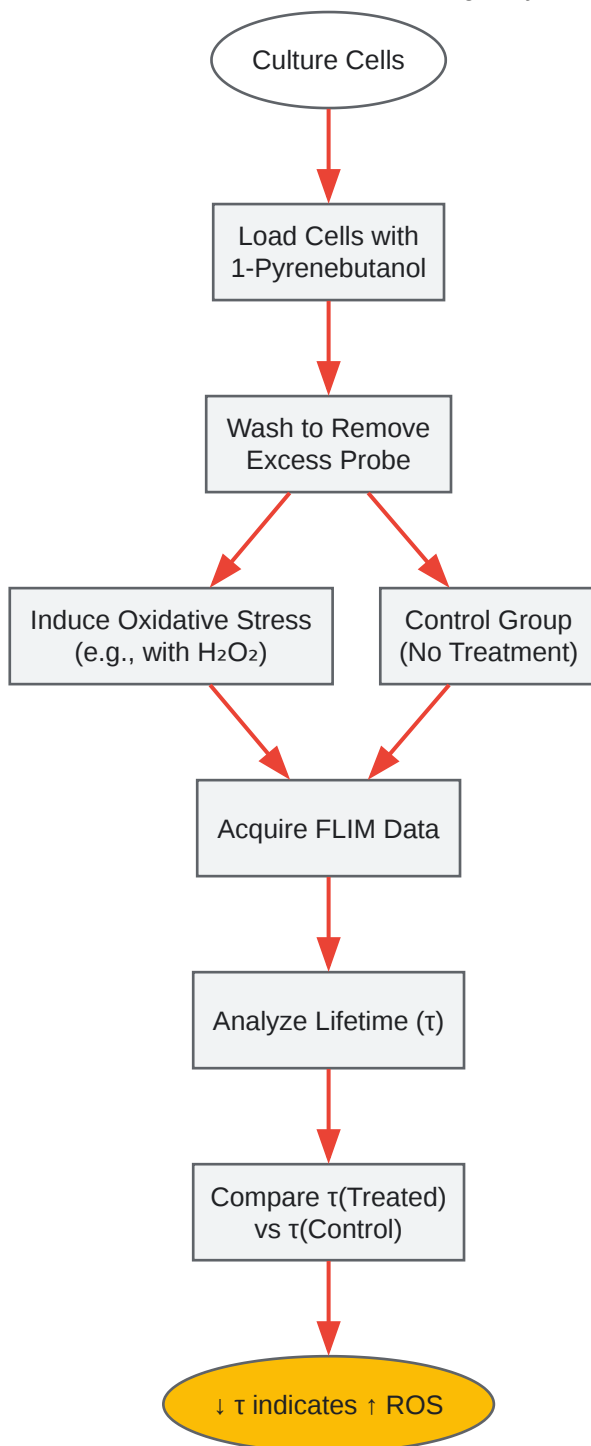 Culture Cells
Load Cells with
1-Pyrenebutanol
Wash to Remove
Excess Probe
Induce Oxidative Stress
(e.g., with H₂O₂)
Control Group
(No Treatment)
Acquire FLIM Data
Analyze Lifetime (τ)
Compare τ(Treated)
vs τ(Control)
↓ τ indicates ↑ ROS